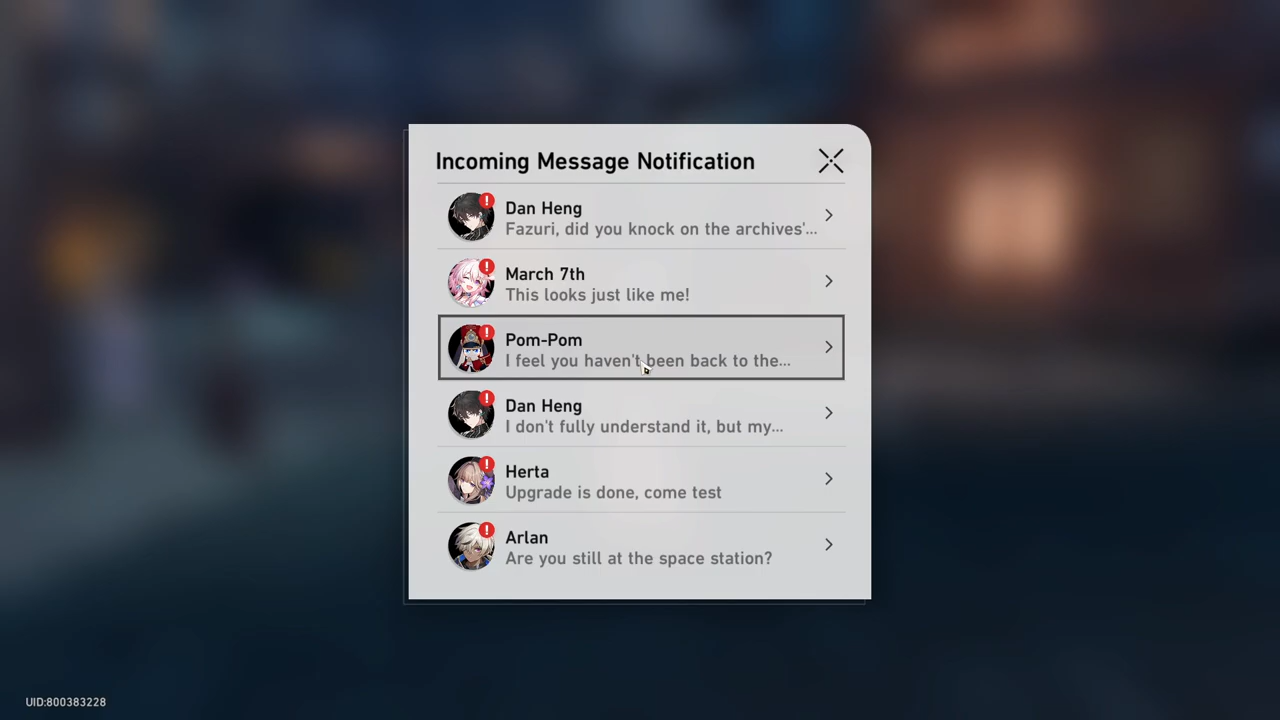 Incoming Message Notification
Dan Heng
Fazuri, did you knock on the archives'...
March 7th
This looks just like me!
Pom-Pom
I feel you haven't been back to the...
Dan Heng
I don't fully understand it, but my...
Herta
Upgrade is done, come test
Arlan
Are you still at the space station?
UID:800383228